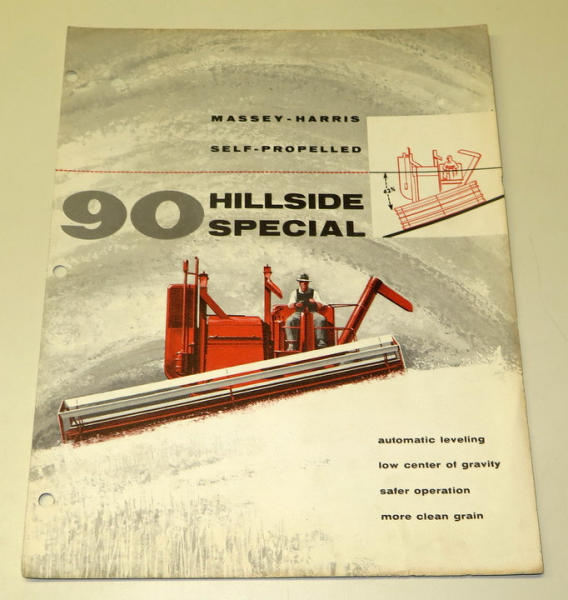 MASSEY-HARRIS
SELF-PROPELLED
90 HILLSIDE
SPECIAL
automatic leveling
low center of gravity
safer operation
more clean grain